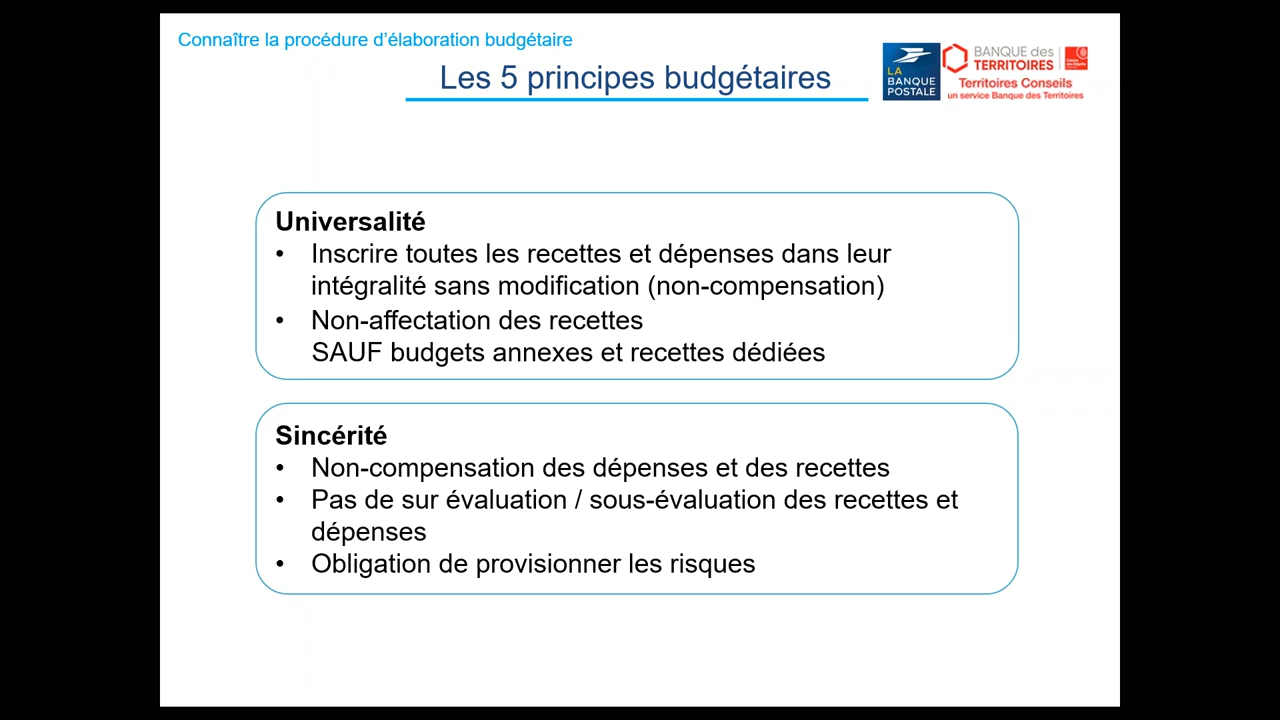 Connaître la procédure d’élaboration budgétaire
Les 5 principes budgétaires
LA
BANQUE
POSTALE
BANQUE des
TERRITOIRES
Territoires Conseils
un service Banque des Territoires
Universalité
• Inscrire toutes les recettes et dépenses dans leur
intégralité sans modification (non-compensation)
• Non-affectation des recettes
SAUF budgets annexes et recettes dédiées
Sincérité
• Non-compensation des dépenses et des recettes
• Pas de sur évaluation / sous-évaluation des recettes et
dépenses
• Obligation de provisionner les risques